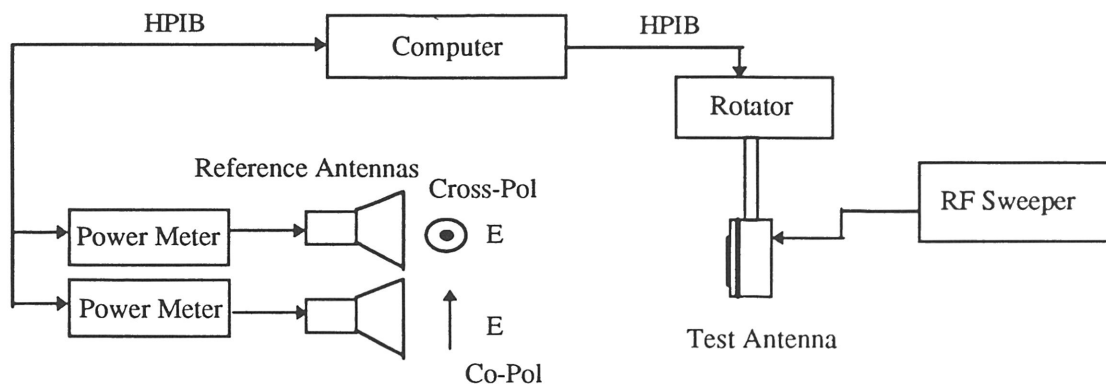 HPIB
Computer
HPIB
Rotator
Reference Antennas
Cross-Pol
RF Sweeper
Power Meter
E
Power Meter
E
Test Antenna
Co-Pol